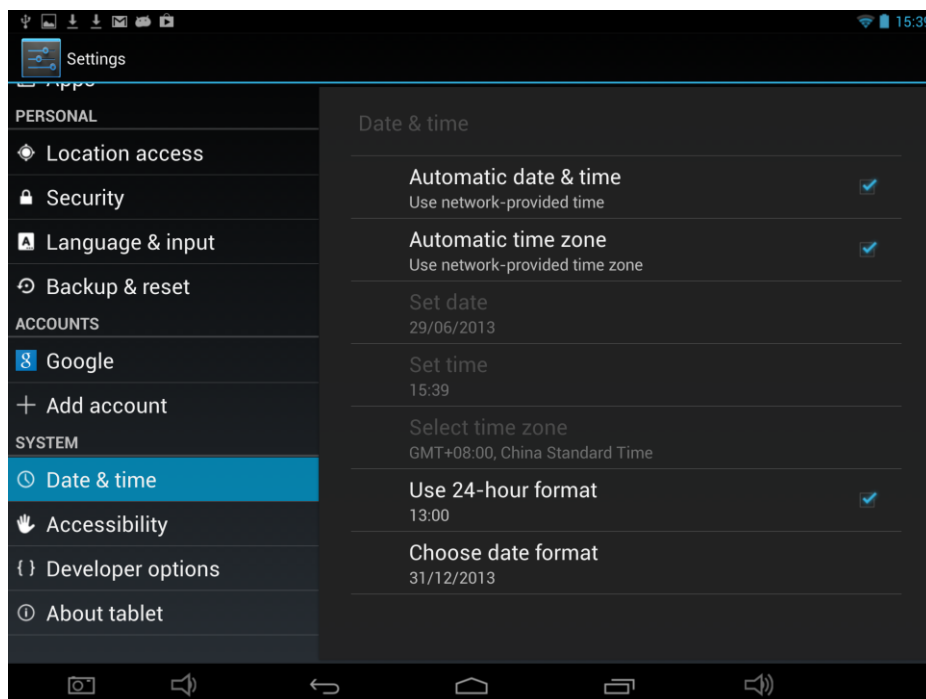 15:39
Settings
Apps
PERSONAL
Location access
Security
Language & input
Backup & reset
ACCOUNTS
Google
Add account
SYSTEM
Date & time
Accessibility
Developer options
About tablet
Date & time
Automatic date & time
Use network-provided time
Automatic time zone
Use network-provided time zone
Set date
29/06/2013
Set time
15:39
Select time zone
GMT+08:00, China Standard Time
Use 24-hour format
13:00
Choose date format
31/12/2013